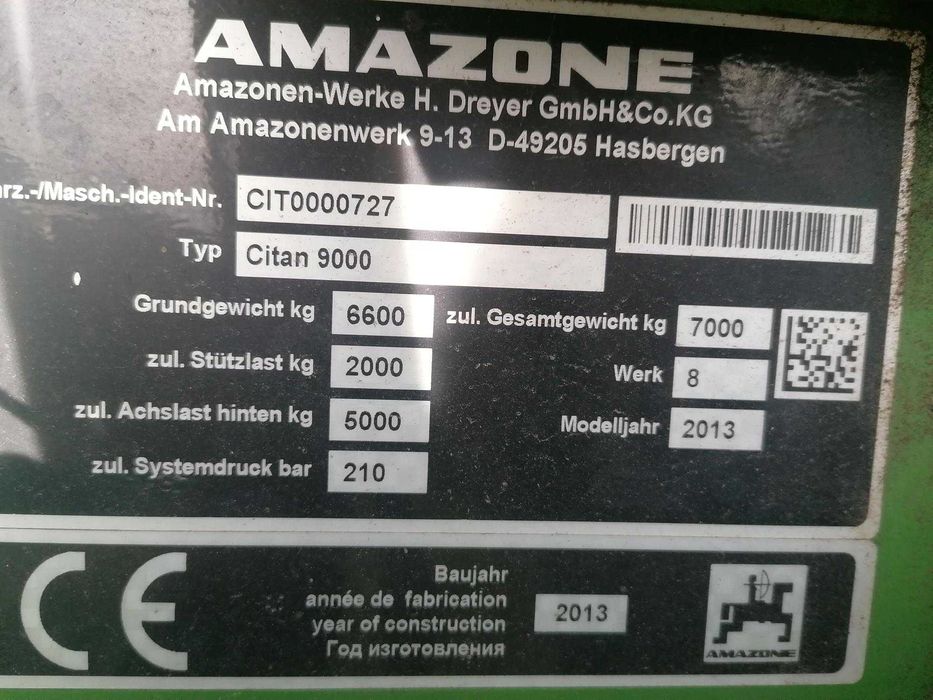 AMAZONE
Amazonen-Werke H. Dreyer GmbH&Co.KG
Am Amazonenwerk 9-13 D-49205 Hasbergen
rz.-/Masch.-Ident-Nr. CIT0000727
Typ Citan 9000
Grundgewicht kg 6600 zul. Gesamtgewicht kg 7000
zul. Stützlast kg 2000 Werk 8
zul. Achslast hinten kg 5000 Modelljahr 2013
zul. Systemdruck bar 210
CE
Baujahr
année de fabrication
year of construction 2013
Год изготовления
AMAZONE